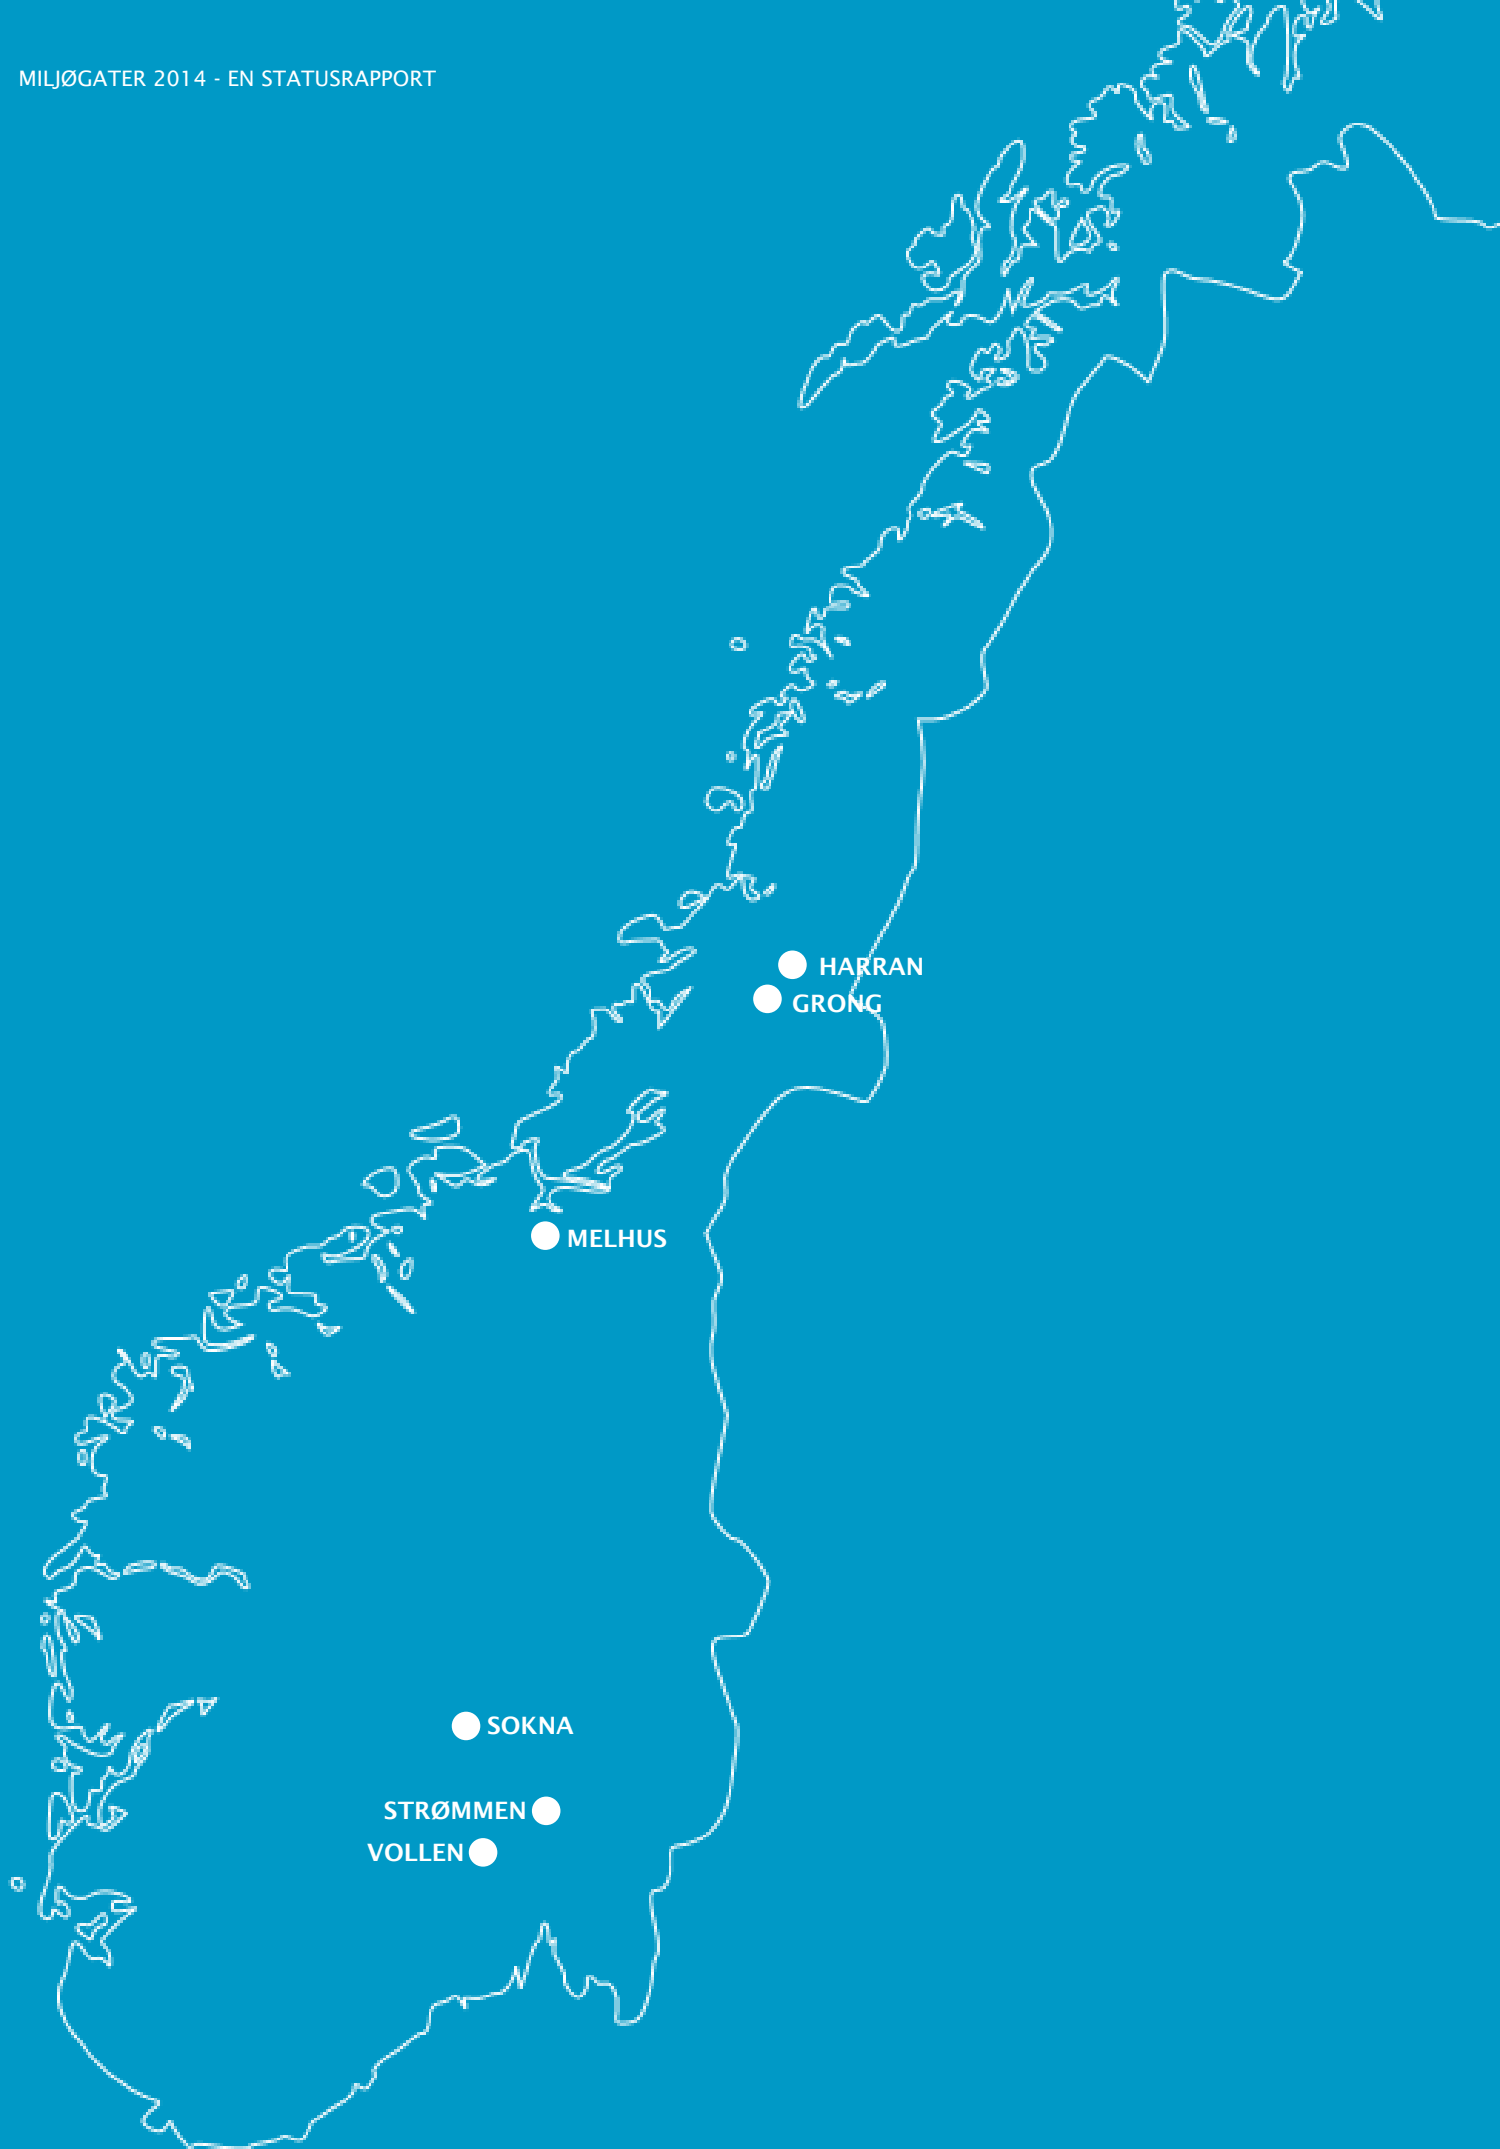 MILJØGATER 2014 - EN STATUSRAPPORT
HARRAN
GRONG
MELHUS
SOKNA
STRØMMEN
VOLLEN